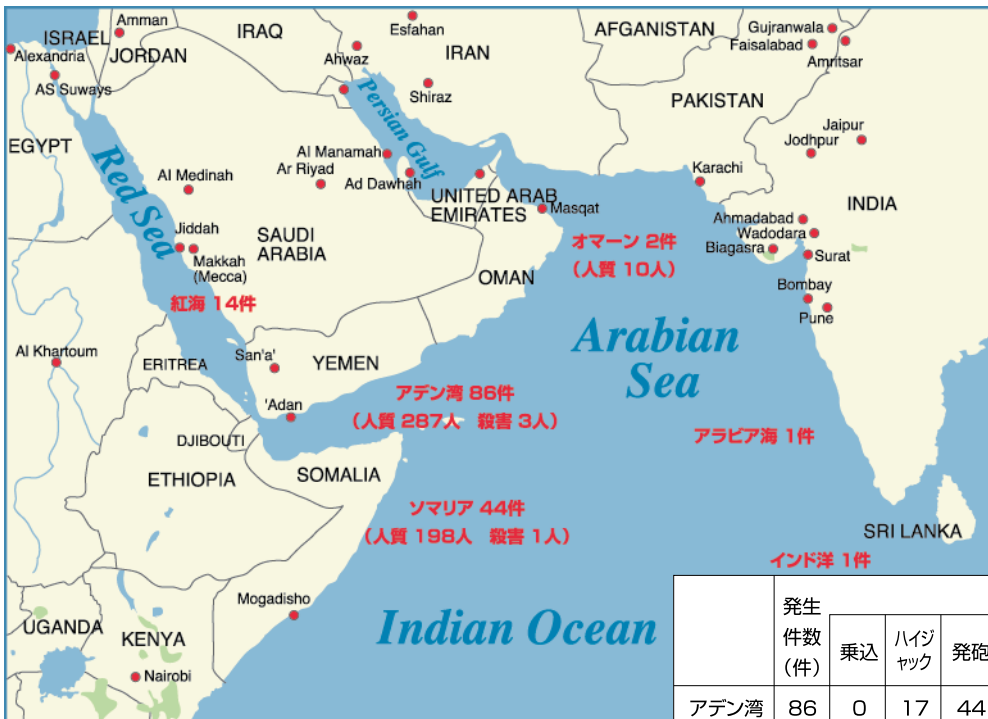 Amman
ISRAEL
IRAQ
Esfahan
AFGHANISTAN
Gujranwala
Faisalabad
Alexandria
JORDAN
Ahwaz
IRAN
Amritsar
AS Suways
Shiraz
PAKISTAN
Persian Gulf
Jaipur
Jodhpur
EGYPT
Red Sea
Al Manamah
Ar Riyad
Karachi
Al Medinah
Ad Dawhah
UNITED ARAB
EMIRATES
Masqat
INDIA
Ahmadabad
Wadodara
Biagasra
Surat
Jiddah
SAUDI
ARABIA
オマーン 2件
(人質 10人)
Makkah
(Mecca)
OMAN
Bombay
Pune
紅海 14件
Arabian
Sea
Al Khartoum
San'a'
YEMEN
ERITREA
アデン湾 86件
(人質 287人 殺害 3人)
'Adan
アラビア海 1件
DJIBOUTI
ETHIOPIA
SOMALIA
ソマリア 44件
(人質 198人 殺害 1人)
SRI LANKA
インド洋 1件
Mogadisho
Indian Ocean
UGANDA
KENYA
Nairobi
発生
件数
(件)
乗込
ハイジ
ャック
発砲
アデン湾 86 0 17 44